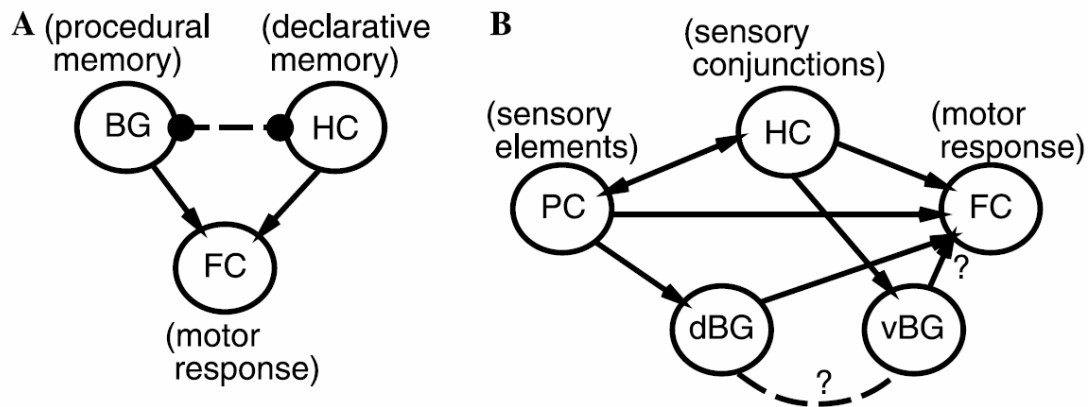 A
(procedural
memory)
(declarative
memory)
BG
HC
FC
(motor
response)
B
(sensory
conjunctions)
(sensory
elements)
HC
(motor
response)
PC
FC
?
dBG
vBG
?